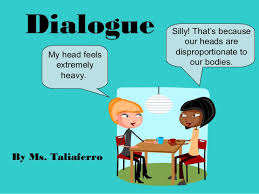 Dialogue
My head feels
extremely
heavy.
Silly! That's because
our heads are
disproportionate to
our bodies.
By Ms. Taliaferro